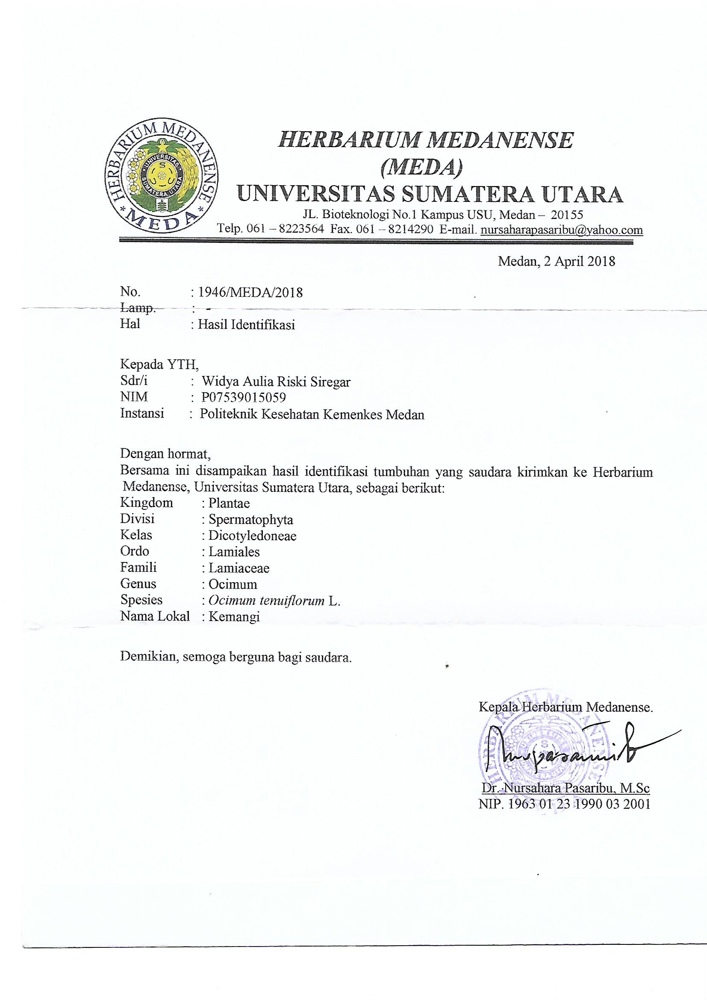 HERBARIUM MEDANENSE
* MEDA *
UNIVERSITAS
SUMATERA UTARA
HERBARIUM MEDANENSE
(MEDA)
UNIVERSITAS SUMATERA UTARA
JL. Bioteknologi No.1 Kampus USU, Medan – 20155
Telp. 061 – 8223564 Fax. 061 – 8214290 E-mail. nursaharapasaribu@yahoo.com
Medan, 2 April 2018
No. : 1946/MEDA/2018
Lamp. : -
Hal : Hasil Identifikasi
Kepada YTH,
Sdr/i : Widya Aulia Riski Siregar
NIM : P07539015059
Instansi : Politeknik Kesehatan Kemenkes Medan
Dengan hormat,
Bersama ini disampaikan hasil identifikasi tumbuhan yang saudara kirimkan ke Herbarium
Medanense, Universitas Sumatera Utara, sebagai berikut:
Kingdom : Plantae
Divisi : Spermatophyta
Kelas : Dicotyledoneae
Ordo : Lamiales
Famili : Lamiaceae
Genus : Ocimum
Spesies : Ocimum tenuiflorum L.
Nama Lokal : Kemangi
Demikian, semoga berguna bagi saudara.
Kepala Herbarium Medanense.
HERBARIUM MEDANENSE
Dr. Nursahara Pasaribu, M.Sc
NIP. 1963 01 23 1990 03 2001